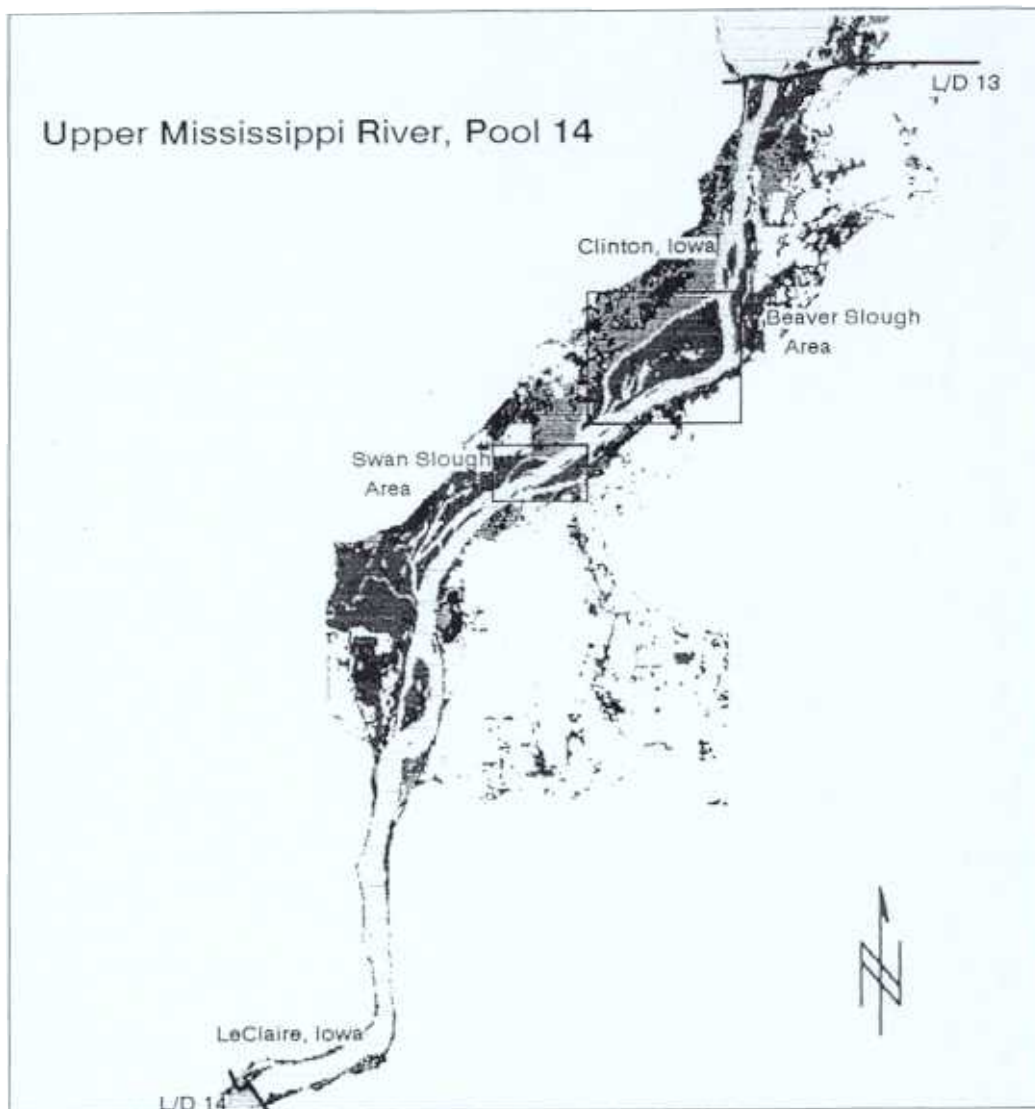 L/D 13
Upper Mississippi River, Pool 14
Clinton, Iowa
Beaver Slough
Area
Swan Slough
Area
N
LeClaire, Iowa
L/D 14